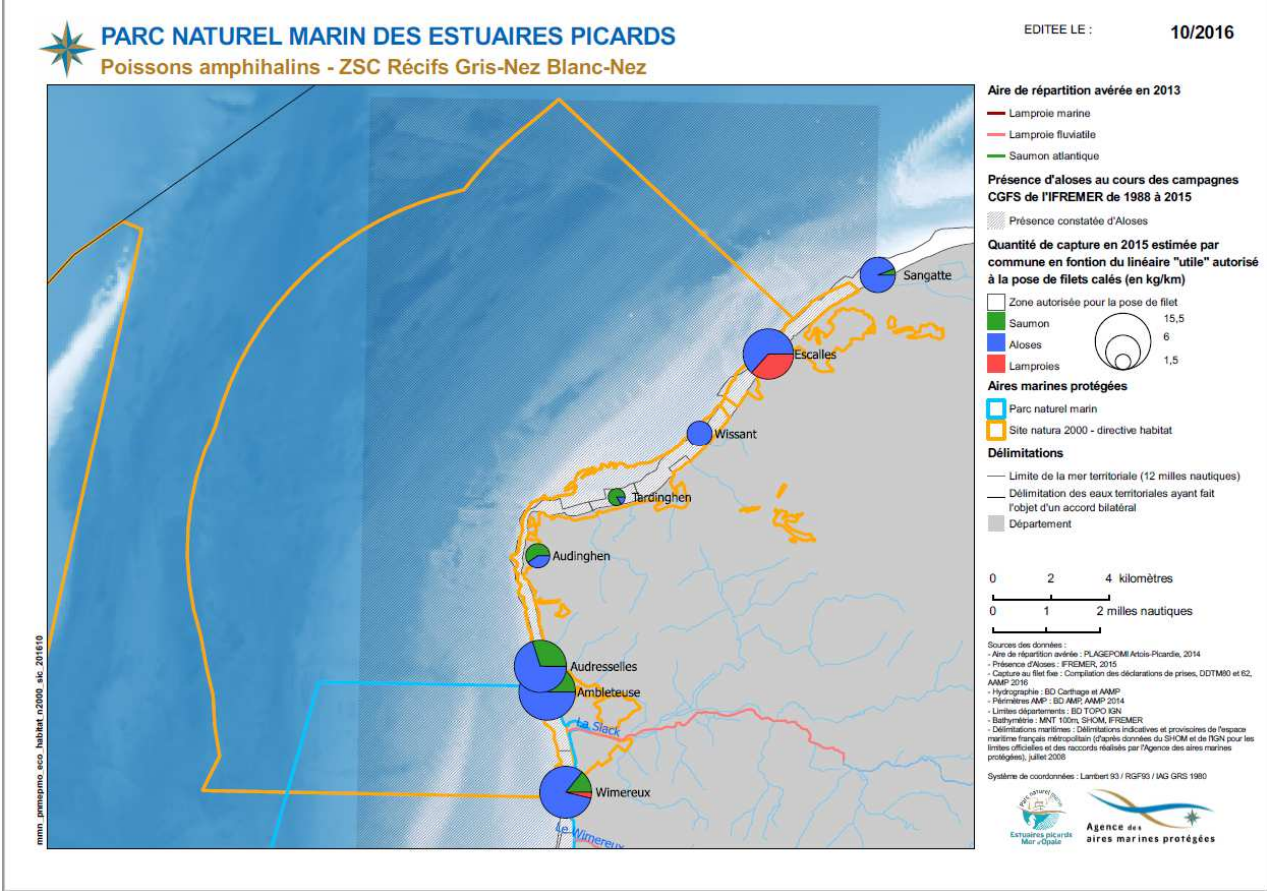 PARC NATUREL MARIN DES ESTUAIRES PICARDS
Poissons amphihalins - ZSC Récifs Gris-Nez Blanc-Nez
EDITEE LE :
10/2016
Sangatte
Escalles
Wissant
Tardinghen
Audinghen
Audresselles
Ambleteuse
La Slack
Wimereux
Le Wimereux
mmn_pnmepmo_eco_habitat_n2000_sic_201610
Aire de répartition avérée en 2013
Lamproie marine
Lamproie fluviatile
Saumon atlantique
Présence d'aloses au cours des campagnes
CGFS de l'IFREMER de 1988 à 2015
Présence constatée d'Aloses
Quantité de capture en 2015 estimée par
commune en fontion du linéaire "utile" autorisé
à la pose de filets calés (en kg/km)
Zone autorisée pour la pose de filet
Saumon
Aloses
Lamproies
15,5
6
1,5
Aires marines protégées
Parc naturel marin
Site natura 2000 - directive habitat
Délimitations
Limite de la mer territoriale (12 milles nautiques)
Délimitation des eaux territoriales ayant fait
l'objet d'un accord bilatéral
Département
0 2 4 kilomètres
0 1 2 milles nautiques
Sources des données :
- Aire de répartition avérée : PLAGEPOMI Artois-Picardie, 2014
- Présence d'Aloses : IFREMER, 2015
- Capture au filet fixe : Compilation des déclarations de prises, DDTM80 et 62,
AAMP 2016
- Hydrographie : BD Carthage et AAMP
- Périmètres AMP : BD AMP, AAMP 2014
- Limites départements : BD TOPO IGN
- Bathymétrie : MNT 100m, SHOM, IFREMER
- Délimitations maritimes : Délimitations indicatives et provisoires de l'espace
maritime français métropolitain (d'après données du SHOM et de l'IGN pour les
limites officielles et des raccords réalisés par l'Agence des aires marines
protégées), juillet 2008
Système de coordonnées : Lambert 93 / RGF93 / IAG GRS 1980
Parc naturel marin
Estuaires picards
Mer d'Opale
Agence des
aires marines protégées